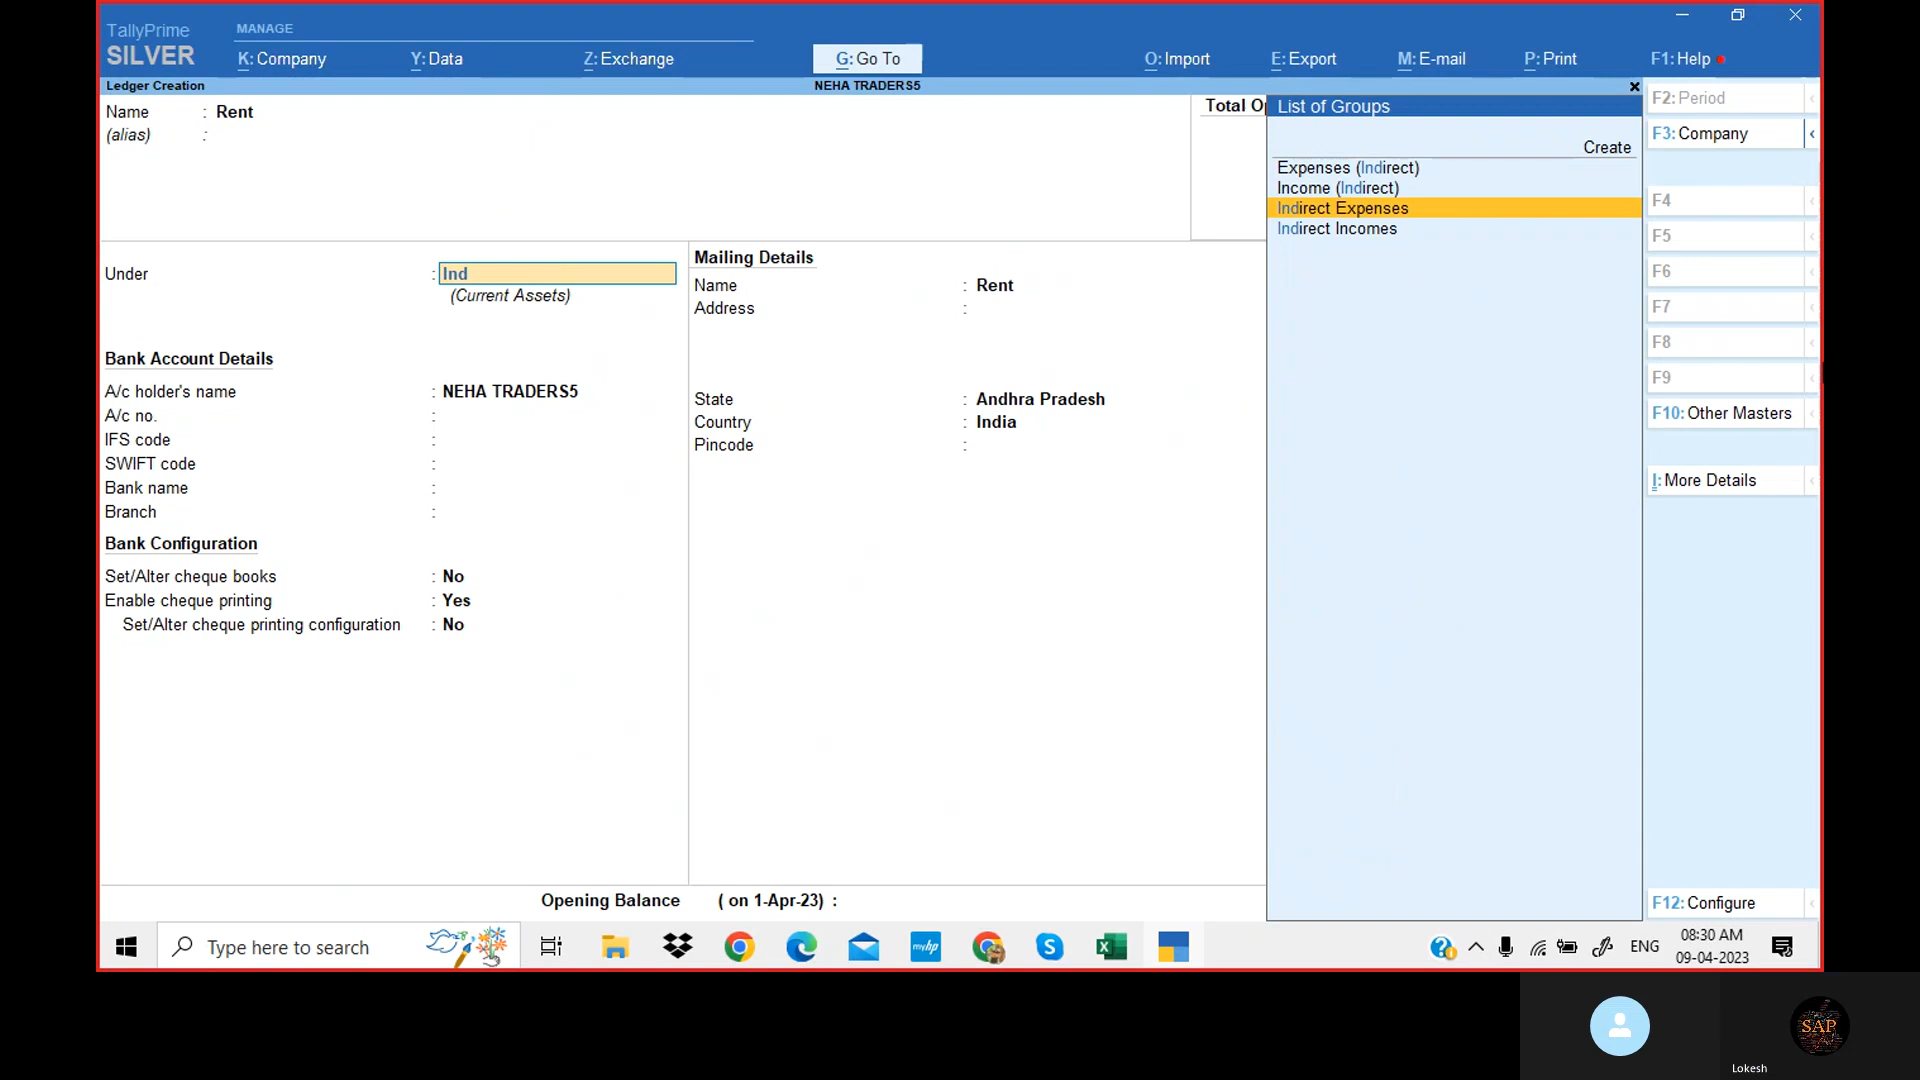 TallyPrime
SILVER
MANAGE
K: Company
Y: Data
Z: Exchange
G: Go To
O: Import
E: Export
M: E-mail
P: Print
F1: Help
Ledger Creation
NEHA TRADERS5
Name : Rent
(alias) :
Total Op
Under : Ind
(Current Assets)
Bank Account Details
A/c holder's name : NEHA TRADERS5
A/c no. :
IFS code :
SWIFT code :
Bank name :
Branch :
Bank Configuration
Set/Alter cheque books : No
Enable cheque printing : Yes
Set/Alter cheque printing configuration : No
Mailing Details
Name : Rent
Address :
State : Andhra Pradesh
Country : India
Pincode :
Opening Balance ( on 1-Apr-23) :
List of Groups
Create
Expenses (Indirect)
Income (Indirect)
Indirect Expenses
Indirect Incomes
F2: Period
F3: Company
F4
F5
F6
F7
F8
F9
F10: Other Masters
I: More Details
F12: Configure
Type here to search
myhp
ENG
08:30 AM
09-04-2023
SAP
Lokesh